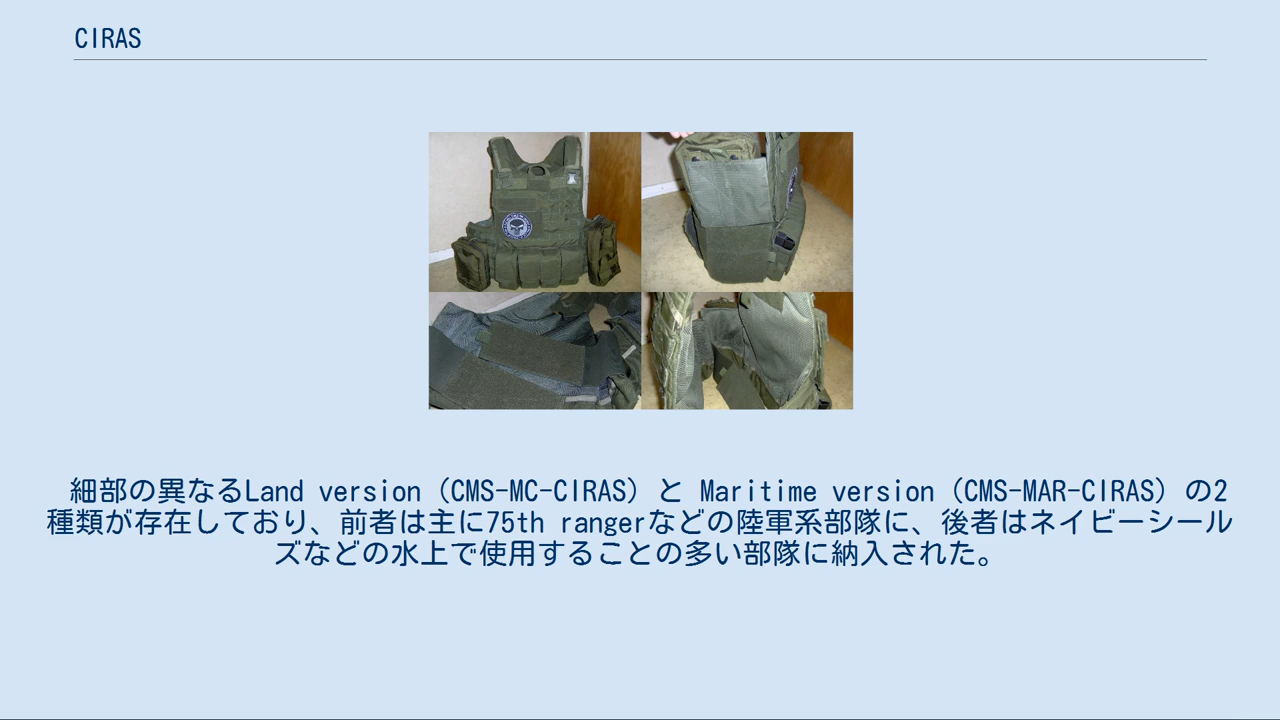 CIRAS
細部の異なるLand version（CMS-MC-CIRAS）と Maritime version（CMS-MAR-CIRAS）の2
種類が存在しており、前者は主に75th rangerなどの陸軍系部隊に、後者はネイビーシール
ズなどの水上で使用することの多い部隊に納入された。